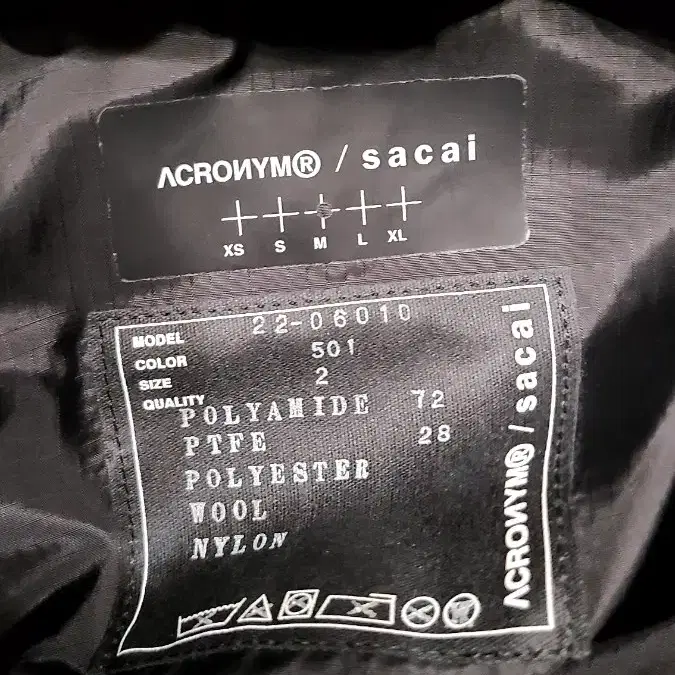 ACRONYM® / sacai
XS S M L XL
MODEL 22-06010
COLOR 501
SIZE 2
QUALITY
POLYAMIDE 72
PTFE 28
POLYESTER
WOOL
NYLON
ACRONYM® / sacai